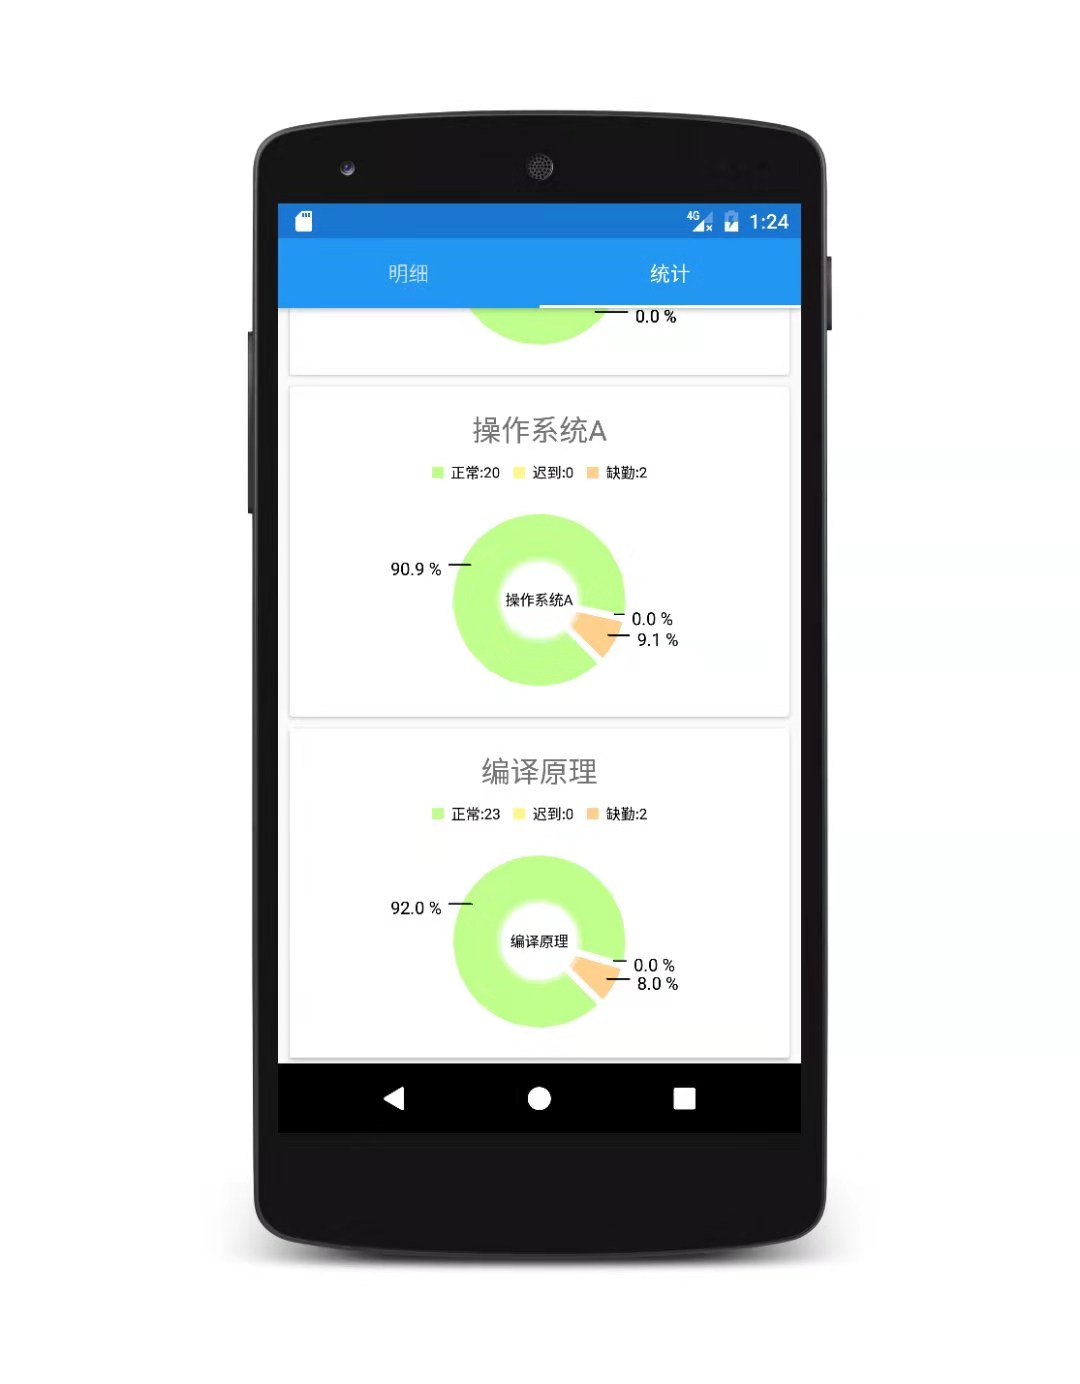 4G 1:24
明细 统计
0.0 %
操作系统A
正常:20 迟到:0 缺勤:2
90.9 %
操作系统A
0.0 %
9.1 %
编译原理
正常:23 迟到:0 缺勤:2
92.0 %
编译原理
0.0 %
8.0 %